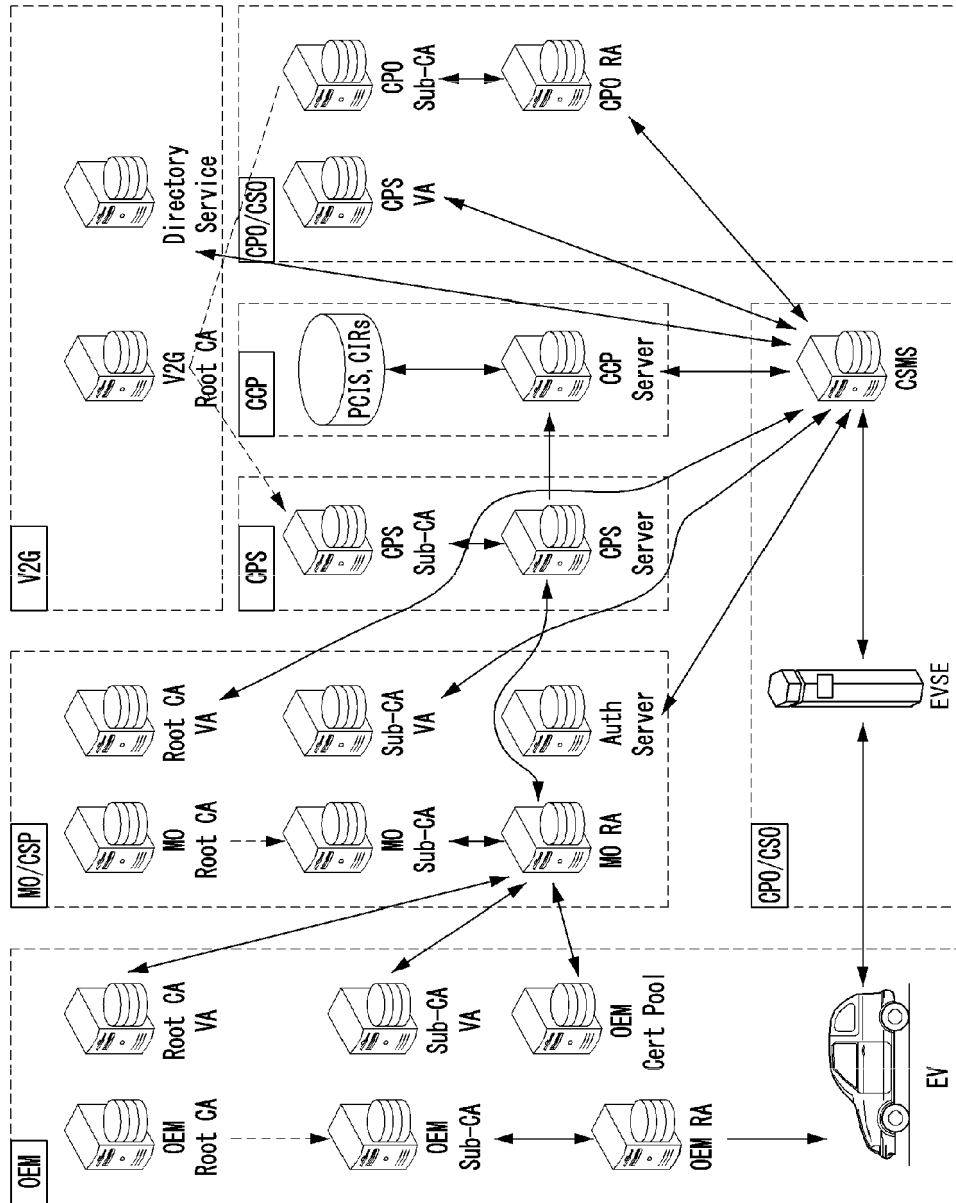 OEM
OEM
Root CA
Root CA
VA
OEM
Sub-CA
Sub-CA
VA
OEM RA
OEM
Cert Pool
EV
MO/CSP
MO
Root CA
Root CA
VA
MO
Sub-CA
Sub-CA
VA
MO RA
Auth
Server
V2G
V2G
Root CA
Directory
Service
CPS
CPS
Sub-CA
CPS
Server
CCP
PCIS, CIRs
CCP
Server
CPO/CSO
CPS
VA
CPO
Sub-CA
CPO RA
CPO/CSO
EVSE
CSMS